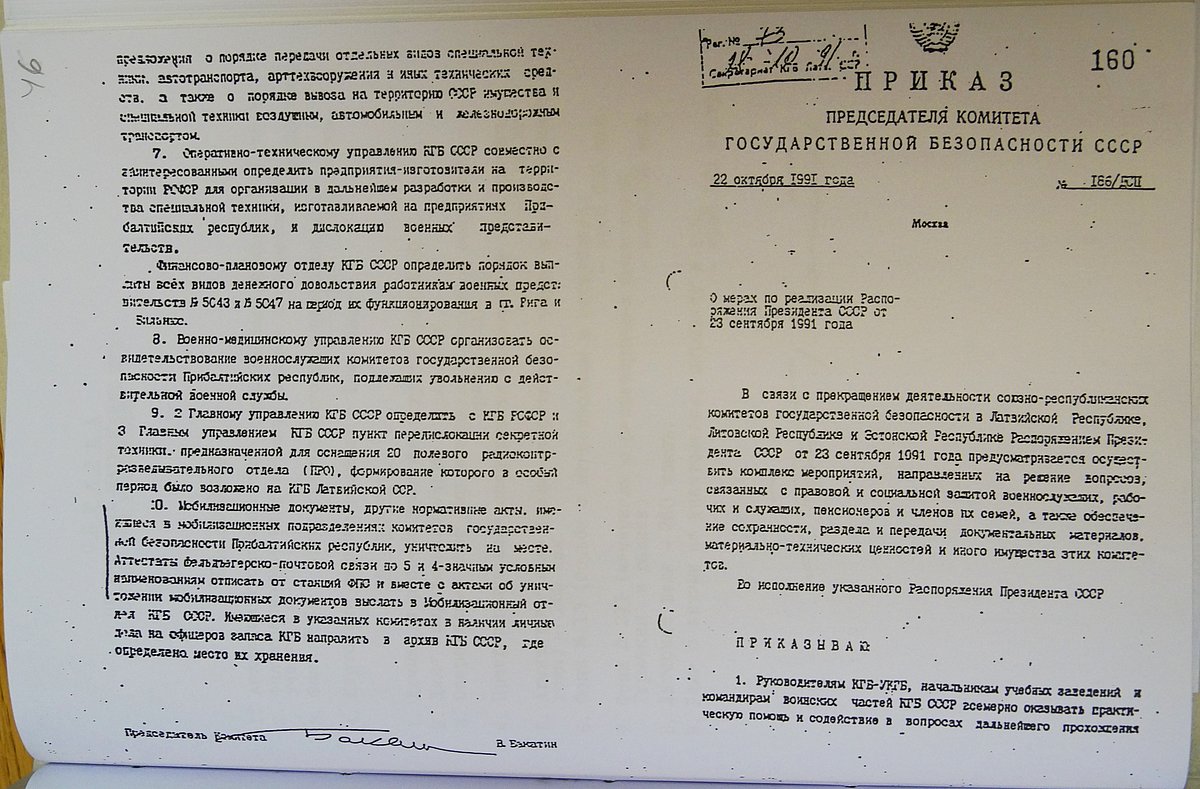 46
предложения о порядке передачи отдельных видов специальной тех-
ники, автотранспорта, арттехвооружения и иных технических сред-
ств, а также о порядке вывоза на территорию СССР имущества и
специальной техники воздушным, автомобильным и железнодорожным
транспортом.
7. Оперативно-техническому управлению КГБ СССР совместно с
заинтересованными определить предприятия-изготовители на терри-
тории РСФСР для организации в дальнейшем разработки и производс-
тва специальной техники, изготавливаемой на предприятиях При-
балтийских республик, и дислокацию военных представи-
тельств.
Финансово-плановому отделу КГБ СССР определить порядок вып-
латы всех видов денежного довольствия работникам военных предст
вительств № 5043 и № 5047 на период их функционирования в гг. Рига и
Вильнюс.
8. Военно-медицинскому управлению КГБ СССР организовать ос-
видетельствование военнослужащих комитетов государственной безо-
пасности Прибалтийских республик, подлежащих увольнению с дейст-
вительной военной службы.
9. 2 Главному управлению КГБ СССР определить с КГБ РСФСР и
3 Главным управлением КГБ СССР пункт передислокации секретной
техники, предназначенной для оснащения 20 полевого радиоконтр-
разведывательного отдела (ПРО), формирование которого в особый
период было возложено на КГБ Латвийской ССР.
10. Мобилизационные документы, другие нормативные акты, име-
ющиеся в мобилизационных подразделениях комитетов государствен-
ной безопасности Прибалтийских республик, уничтожить на месте.
Аттестаты фельдъегерско-почтовой связи по 5 и 4-значным условным
наименованиям отписать от станций ФПС и вместе с актами об унич-
тожении мобилизационных документов выслать в Мобилизационный от-
дел КГБ СССР. Имеющиеся в указанных комитетах в наличии личные
дела на офицеров запаса КГБ направить в архив КГБ СССР, где
определено место их хранения.
Председатель Комитета Бакатин В. Бакатин
Рег. № 73
Секретариат КГБ Латв. ССР
160
ПРИКАЗ
ПРЕДСЕДАТЕЛЯ КОМИТЕТА
ГОСУДАРСТВЕННОЙ БЕЗОПАСНОСТИ СССР
22 октября 1991 года № 186/
Москва
О мерах по реализации Распо-
ряжения Президента СССР от
23 сентября 1991 года
В связи с прекращением деятельности союзно-республиканских
комитетов государственной безопасности в Латвийской Республике,
Литовской Республике и Эстонской Республике Распоряжением Прези-
дента СССР от 23 сентября 1991 года предусматривается осущест-
вить комплекс мероприятий, направленных на решение вопросов,
связанных с правовой и социальной защитой военнослужащих, рабо-
чих и служащих, пенсионеров и членов их семей, а также обеспече-
ние сохранности, раздела и передачи документальных материалов,
материально-технических ценностей и иного имущества этих комите-
тов.
Во исполнение указанного Распоряжения Президента СССР
ПРИКАЗЫВАЮ:
1. Руководителям КГБ-УКГБ, начальникам учебных заведений и
командирам воинских частей КГБ СССР всемерно оказывать практи-
ческую помощь и содействие в вопросах дальнейшего прохождения